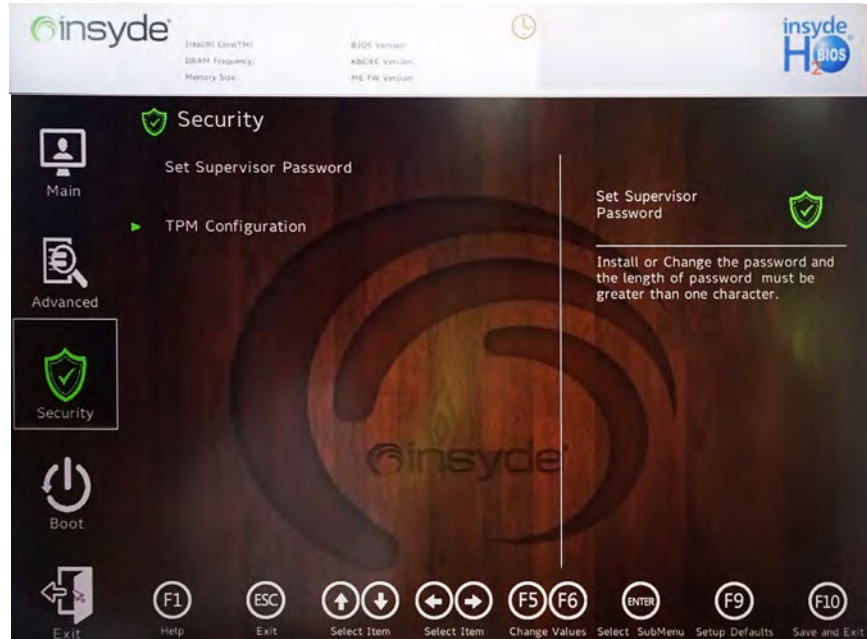 insyde
Intel(R) Core(TM)
DRAM Frequency:
Memory Size:
BIOS Version:
KBC/EC Version:
ME FW Version:
insyde
H2O BIOS
Main
Advanced
Security
Boot
Exit
Security
Set Supervisor Password
TPM Configuration
Set Supervisor
Password
Install or Change the password and
the length of password must be
greater than one character.
insyde
F1
Help
ESC
Exit
Select Item
Select Item
F5 F6
Change Values
ENTER
Select SubMenu
F9
Setup Defaults
F10
Save and Exit